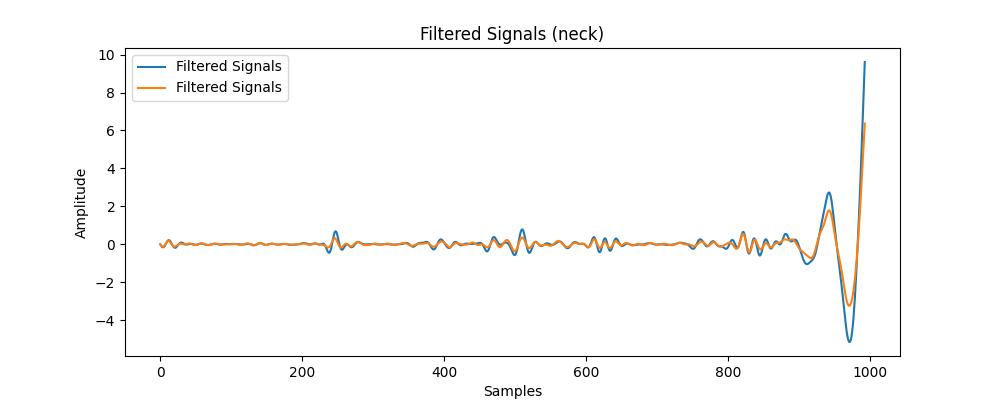 Filtered Signals (neck)
Filtered Signals
Filtered Signals
Amplitude
10
8
6
4
2
0
−2
−4
0 200 400 600 800 1000
Samples